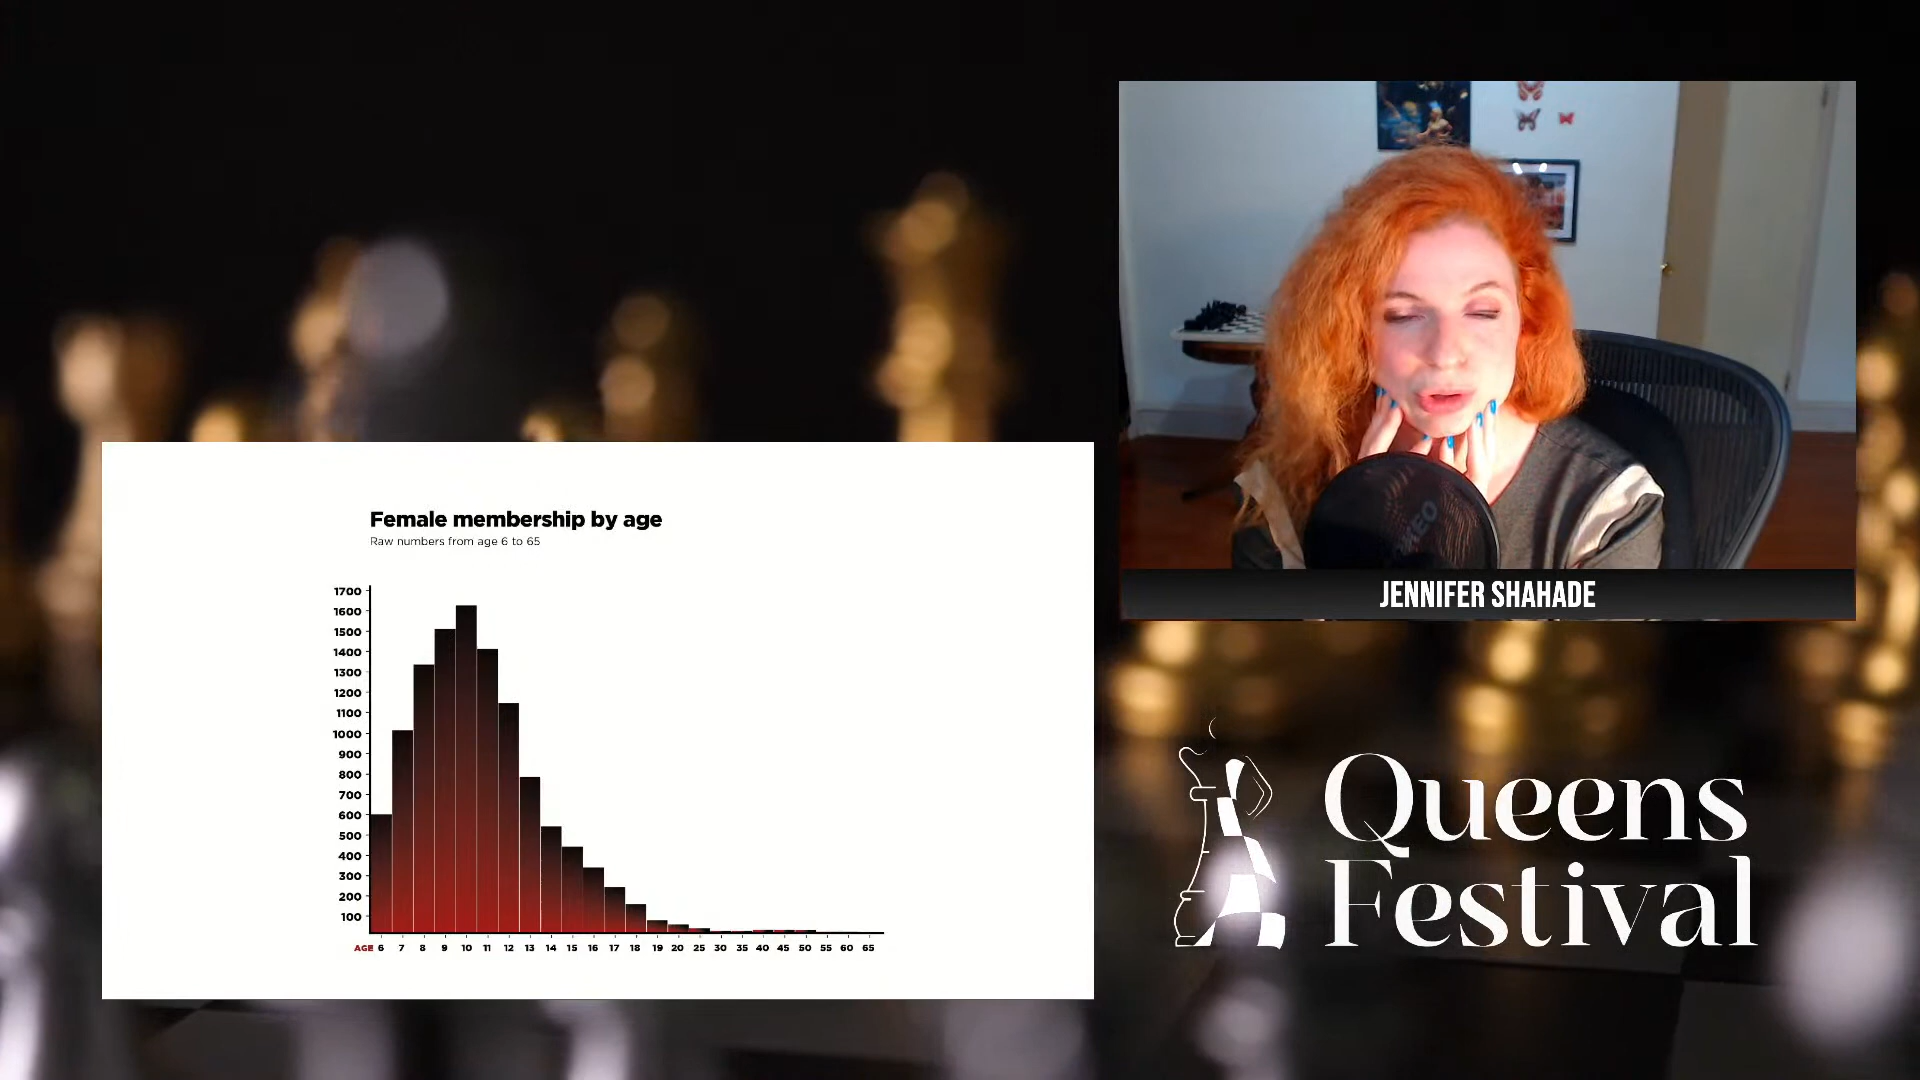 Female membership by age
Raw numbers from age 6 to 65
1700
1600
1500
1400
1300
1200
1100
1000
900
800
700
600
500
400
300
200
100
AGE 6 7 8 9 10 11 12 13 14 15 16 17 18 19 20 25 30 35 40 45 50 55 60 65
JENNIFER SHAHADE
Queens
Festival